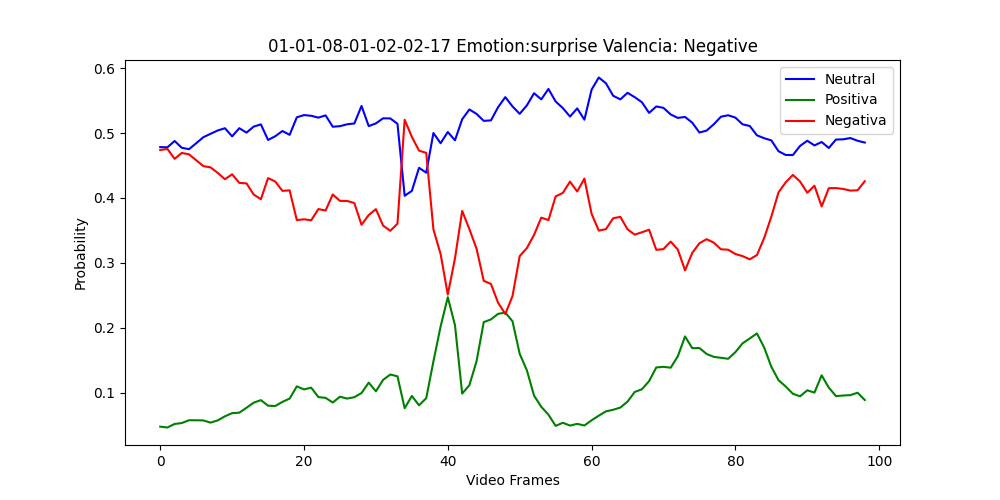 01-01-08-01-02-02-17 Emotion:surprise Valencia: Negative
Neutral
Positiva
Negativa
0.6
0.5
0.4
0.3
0.2
0.1
Probability
0
20
40
60
80
100
Video Frames